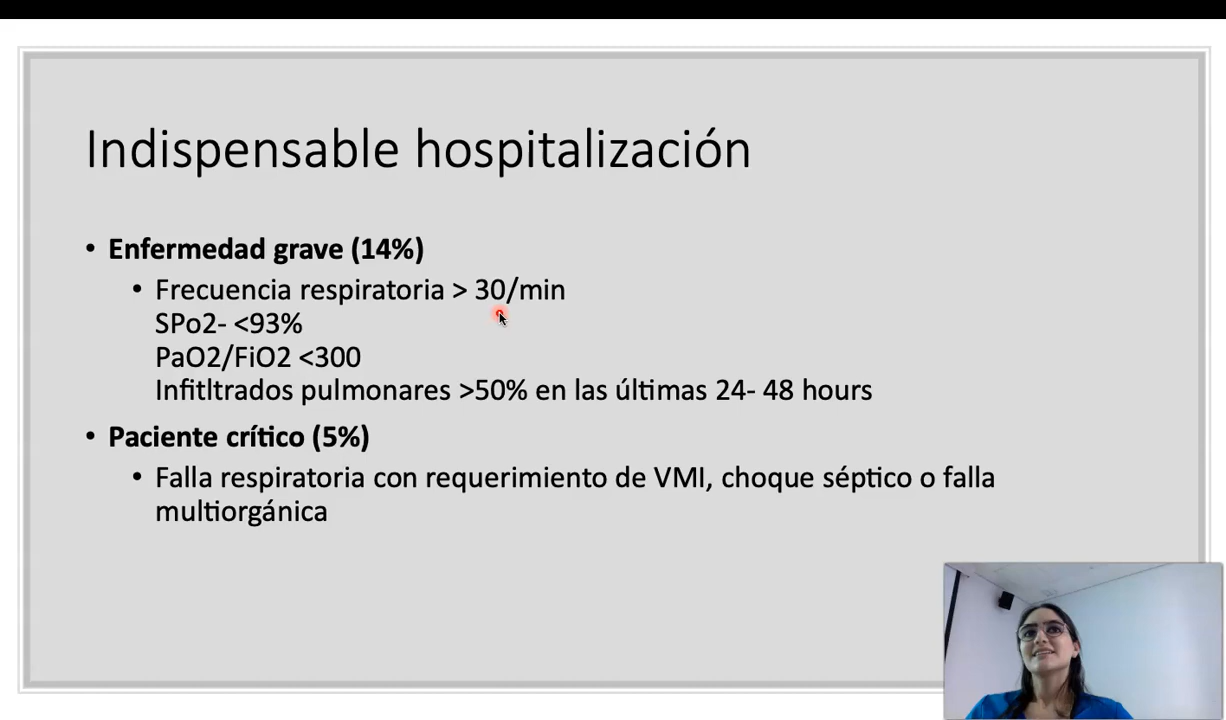 Indispensable hospitalización
• Enfermedad grave (14%)
• Frecuencia respiratoria > 30/min
SPo2- <93%
PaO2/FiO2 <300
Infitltrados pulmonares >50% en las últimas 24- 48 hours
• Paciente crítico (5%)
• Falla respiratoria con requerimiento de VMI, choque séptico o falla
multiorgánica